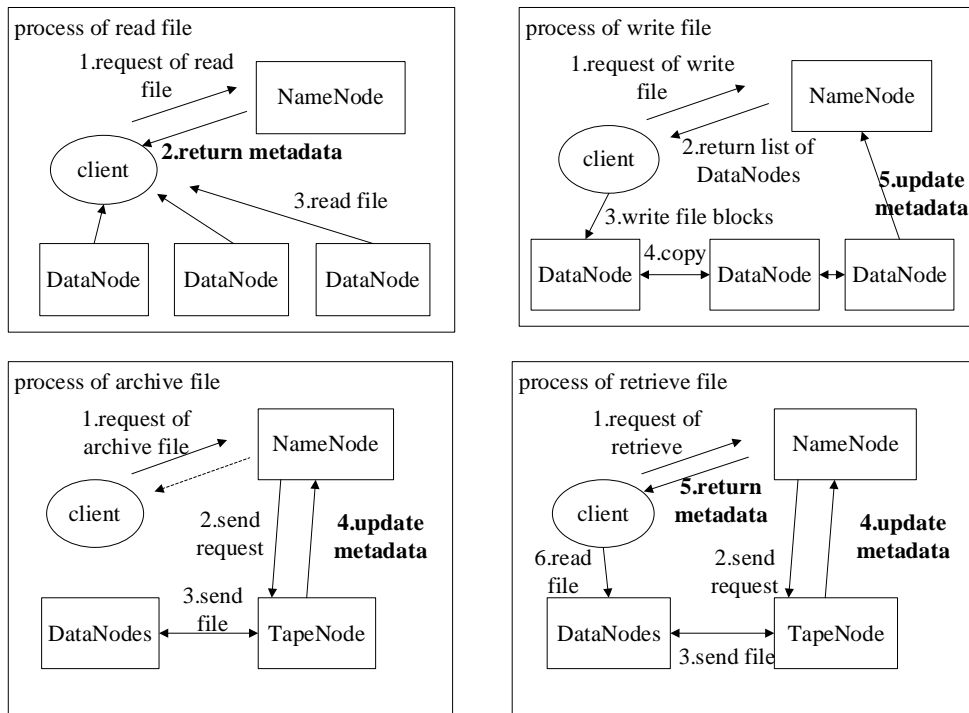 process of read file
1.request of read
file
NameNode
2.return metadata
client
3.read file
DataNode
DataNode
DataNode
process of write file
1.request of write
file
NameNode
client
2.return list of
DataNodes
5.update
metadata
3.write file blocks
4.copy
DataNode
DataNode
DataNode
process of archive file
1.request of
archive file
NameNode
client
2.send
request
4.update
metadata
3.send
file
DataNodes
TapeNode
process of retrieve file
1.request of
retrieve
NameNode
client
5.return
metadata
4.update
metadata
6.read
file
2.send
request
DataNodes
TapeNode
3.send file